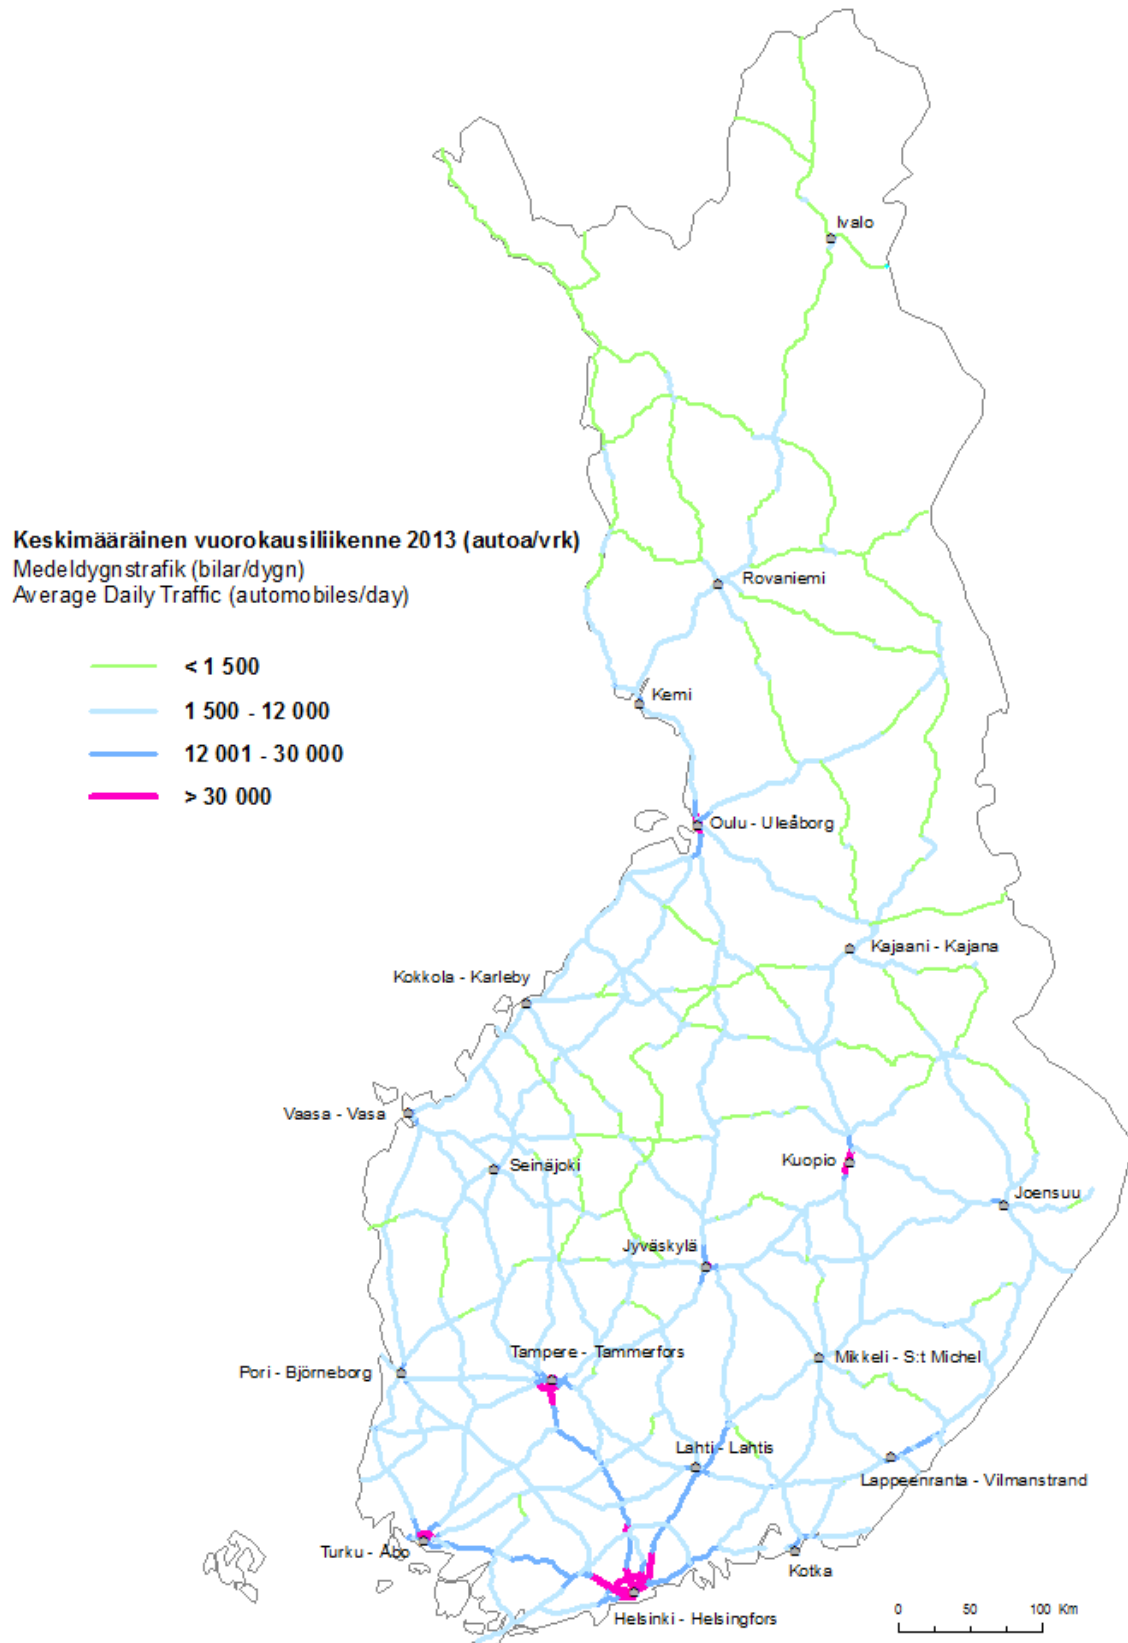 Ivalo
Keskimääräinen vuorokausiliikenne 2013 (autoa/vrk)
Medeldygnstrafik (bilar/dygn)
Average Daily Traffic (automobiles/day)
Rovaniemi
< 1 500
Kemi
1 500 - 12 000
12 001 - 30 000
> 30 000
Oulu - Uleåborg
Kajaani - Kajana
Kokkola - Karleby
Vaasa - Vasa
Seinäjoki
Kuopio
Joensuu
Jyväskylä
Tampere - Tammerfors
Mikkeli - S:t Michel
Pori - Björneborg
Lahti - Lahtis
Lappeenranta - Vilmanstrand
Turku - Åbo
Kotka
Helsinki - Helsingfors
0 50 100 Km